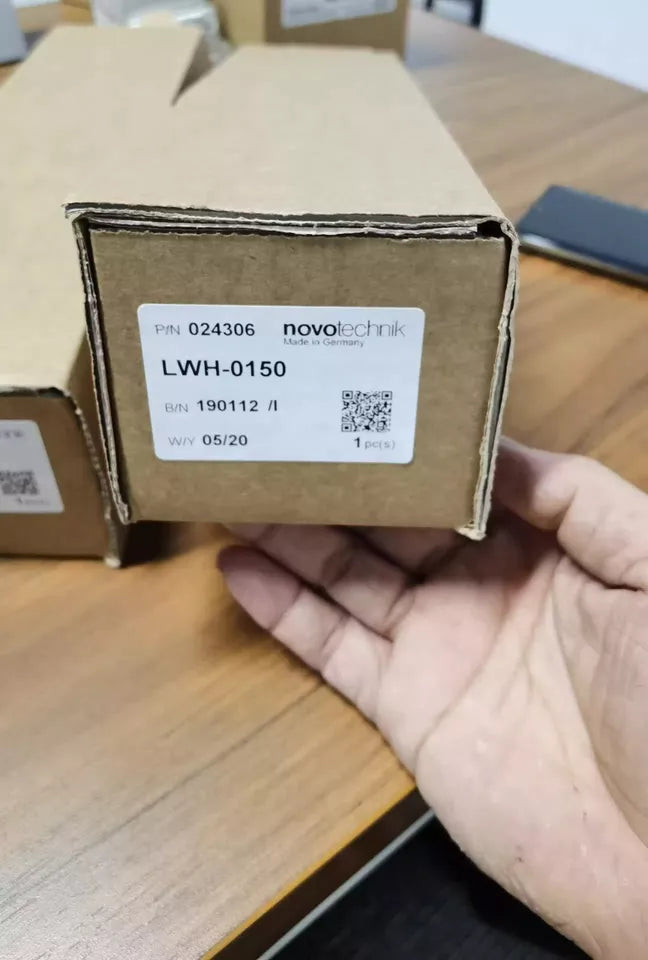 P/N 024306 novotechnik
Made in Germany
LWH-0150
B/N 190112 /I
W/Y 05/20 1 pc(s)